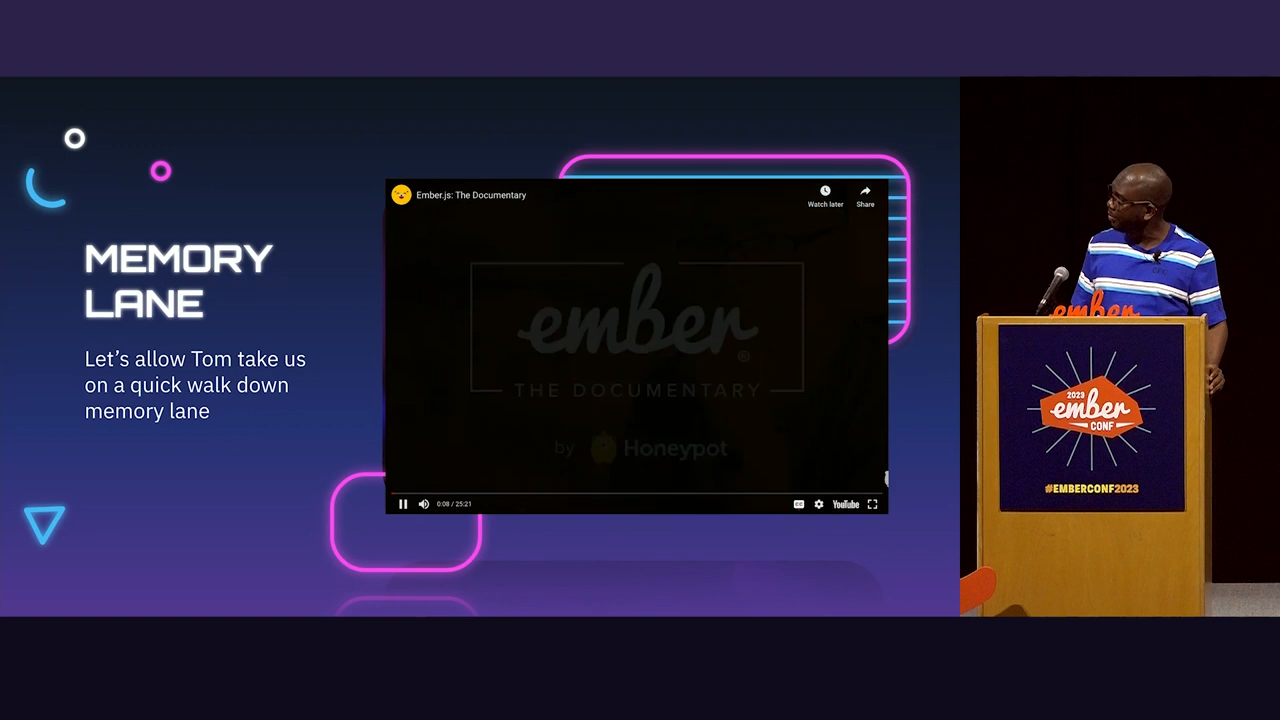 MEMORY
LANE
Let's allow Tom take us
on a quick walk down
memory lane
Ember.js: The Documentary
Watch later
Share
ember®
THE DOCUMENTARY
by Honeypot
0:08 / 25:21
CC
YouTube
ember
2023
ember
CONF
#EMBERCONF2023